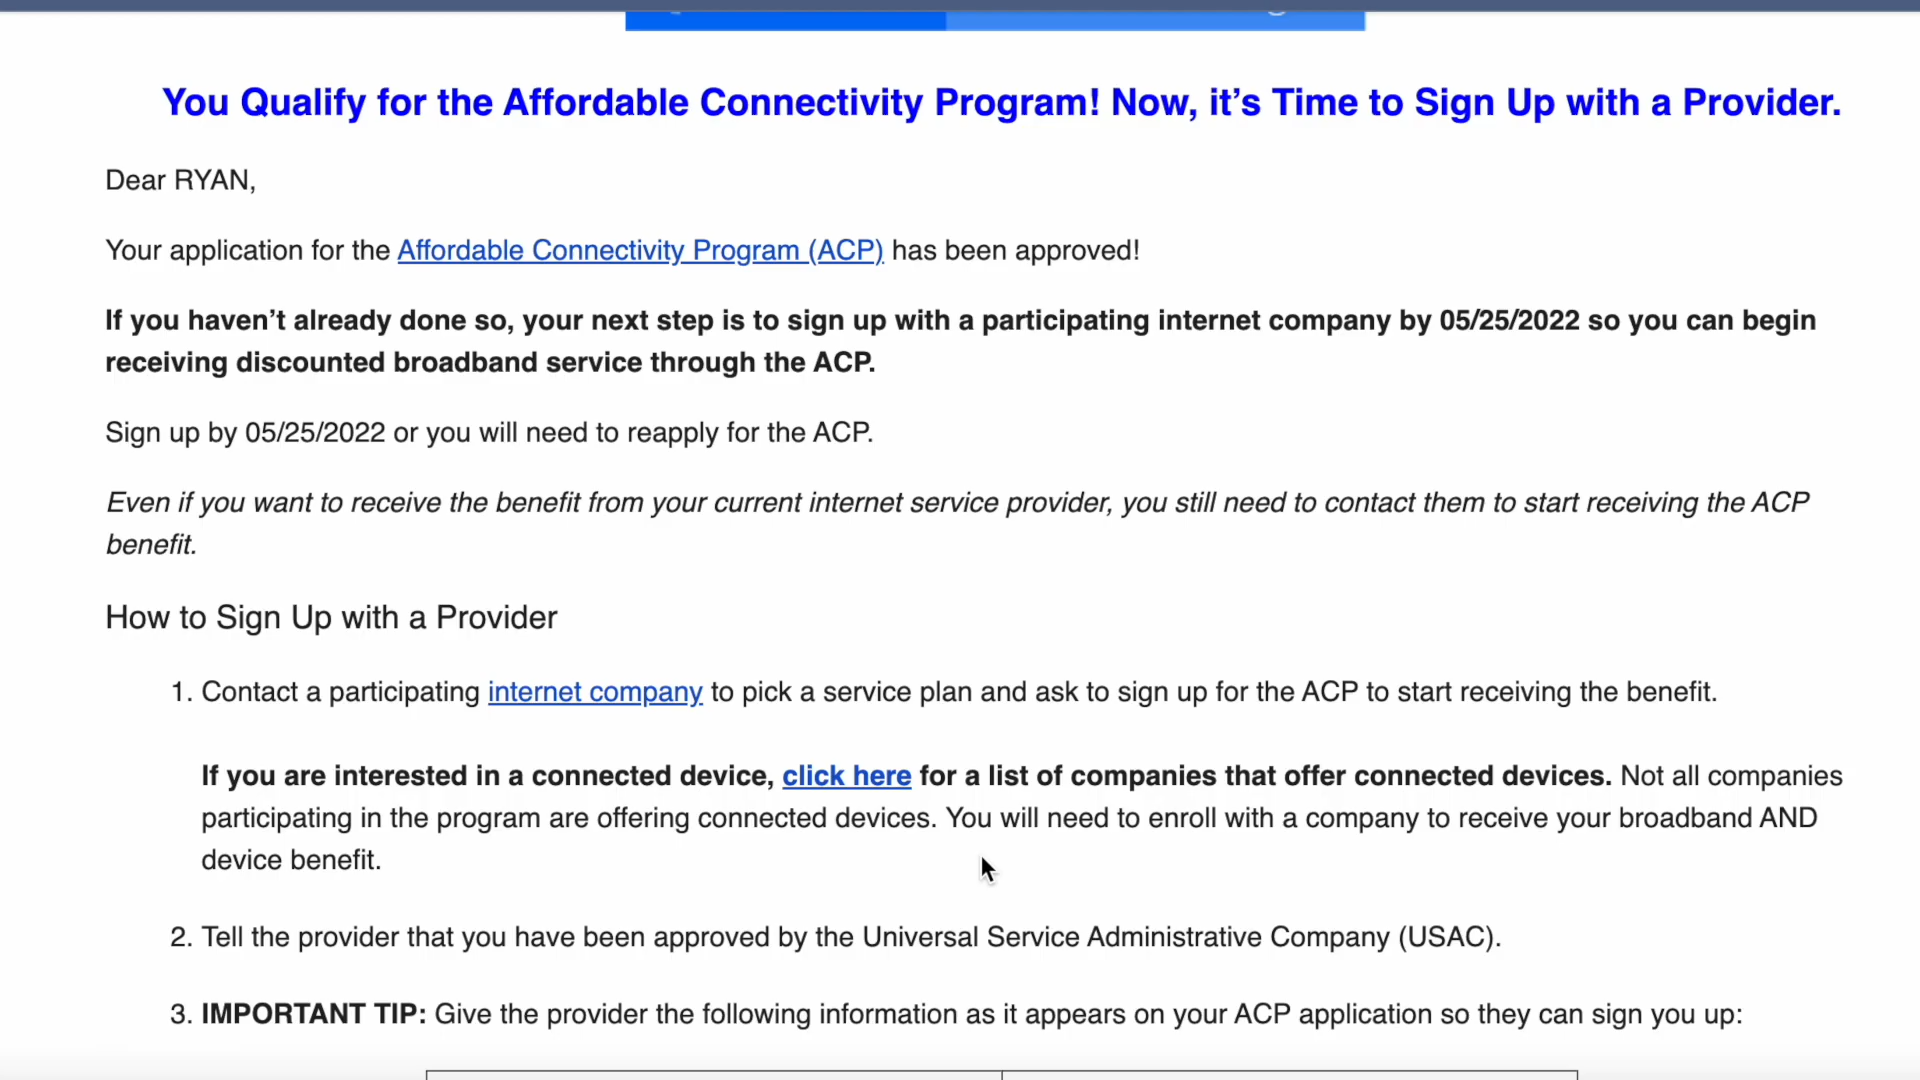 You Qualify for the Affordable Connectivity Program! Now, it’s Time to Sign Up with a Provider.
Dear RYAN,
Your application for the Affordable Connectivity Program (ACP) has been approved!
If you haven’t already done so, your next step is to sign up with a participating internet company by 05/25/2022 so you can begin
receiving discounted broadband service through the ACP.
Sign up by 05/25/2022 or you will need to reapply for the ACP.
Even if you want to receive the benefit from your current internet service provider, you still need to contact them to start receiving the ACP
benefit.
How to Sign Up with a Provider
1. Contact a participating internet company to pick a service plan and ask to sign up for the ACP to start receiving the benefit.
If you are interested in a connected device, click here for a list of companies that offer connected devices. Not all companies
participating in the program are offering connected devices. You will need to enroll with a company to receive your broadband AND
device benefit.
2. Tell the provider that you have been approved by the Universal Service Administrative Company (USAC).
3. IMPORTANT TIP: Give the provider the following information as it appears on your ACP application so they can sign you up: